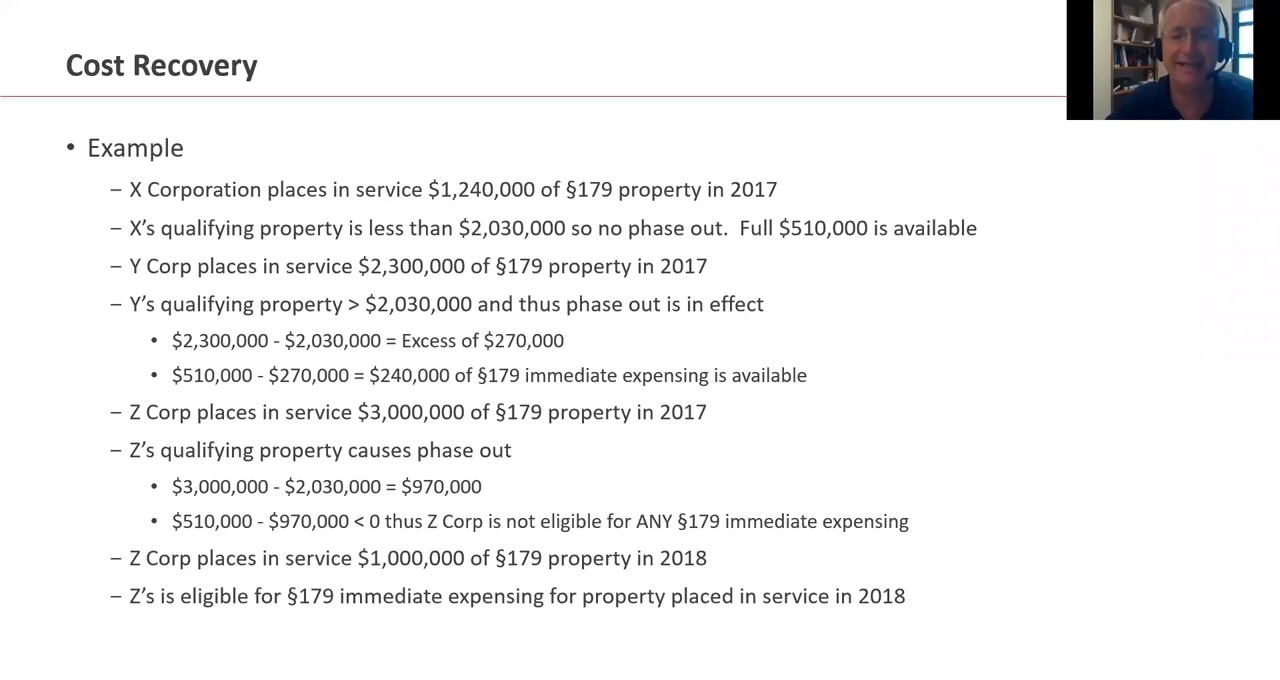 Cost Recovery
• Example
– X Corporation places in service $1,240,000 of §179 property in 2017
– X's qualifying property is less than $2,030,000 so no phase out.  Full $510,000 is available
– Y Corp places in service $2,300,000 of §179 property in 2017
– Y's qualifying property > $2,030,000 and thus phase out is in effect
• $2,300,000 - $2,030,000 = Excess of $270,000
• $510,000 - $270,000 = $240,000 of §179 immediate expensing is available
– Z Corp places in service $3,000,000 of §179 property in 2017
– Z's qualifying property causes phase out
• $3,000,000 - $2,030,000 = $970,000
• $510,000 - $970,000 < 0 thus Z Corp is not eligible for ANY §179 immediate expensing
– Z Corp places in service $1,000,000 of §179 property in 2018
– Z's is eligible for §179 immediate expensing for property placed in service in 2018